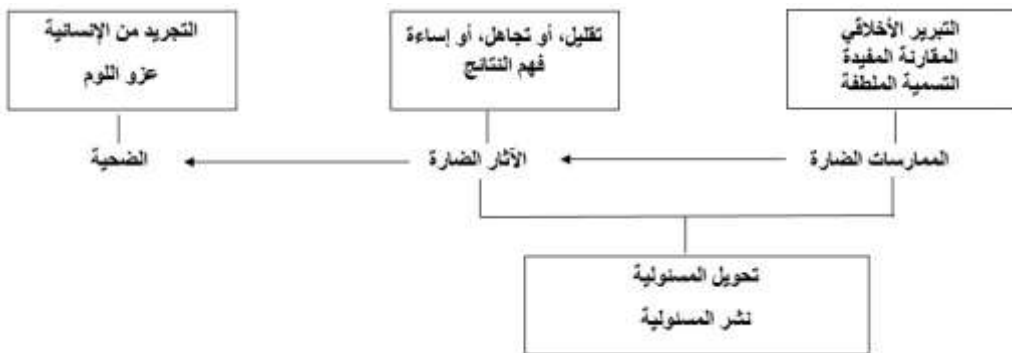 التبرير الأخلاقي
المقارنة المفيدة
التسمية الملطفة
تقليل، أو تجاهل، أو إساءة
فهم النتائج
التجريد من الإنسانية
عزو اللوم
الممارسات الضارة
الآثار الضارة
الضحية
تحويل المسئولية
نشر المسئولية